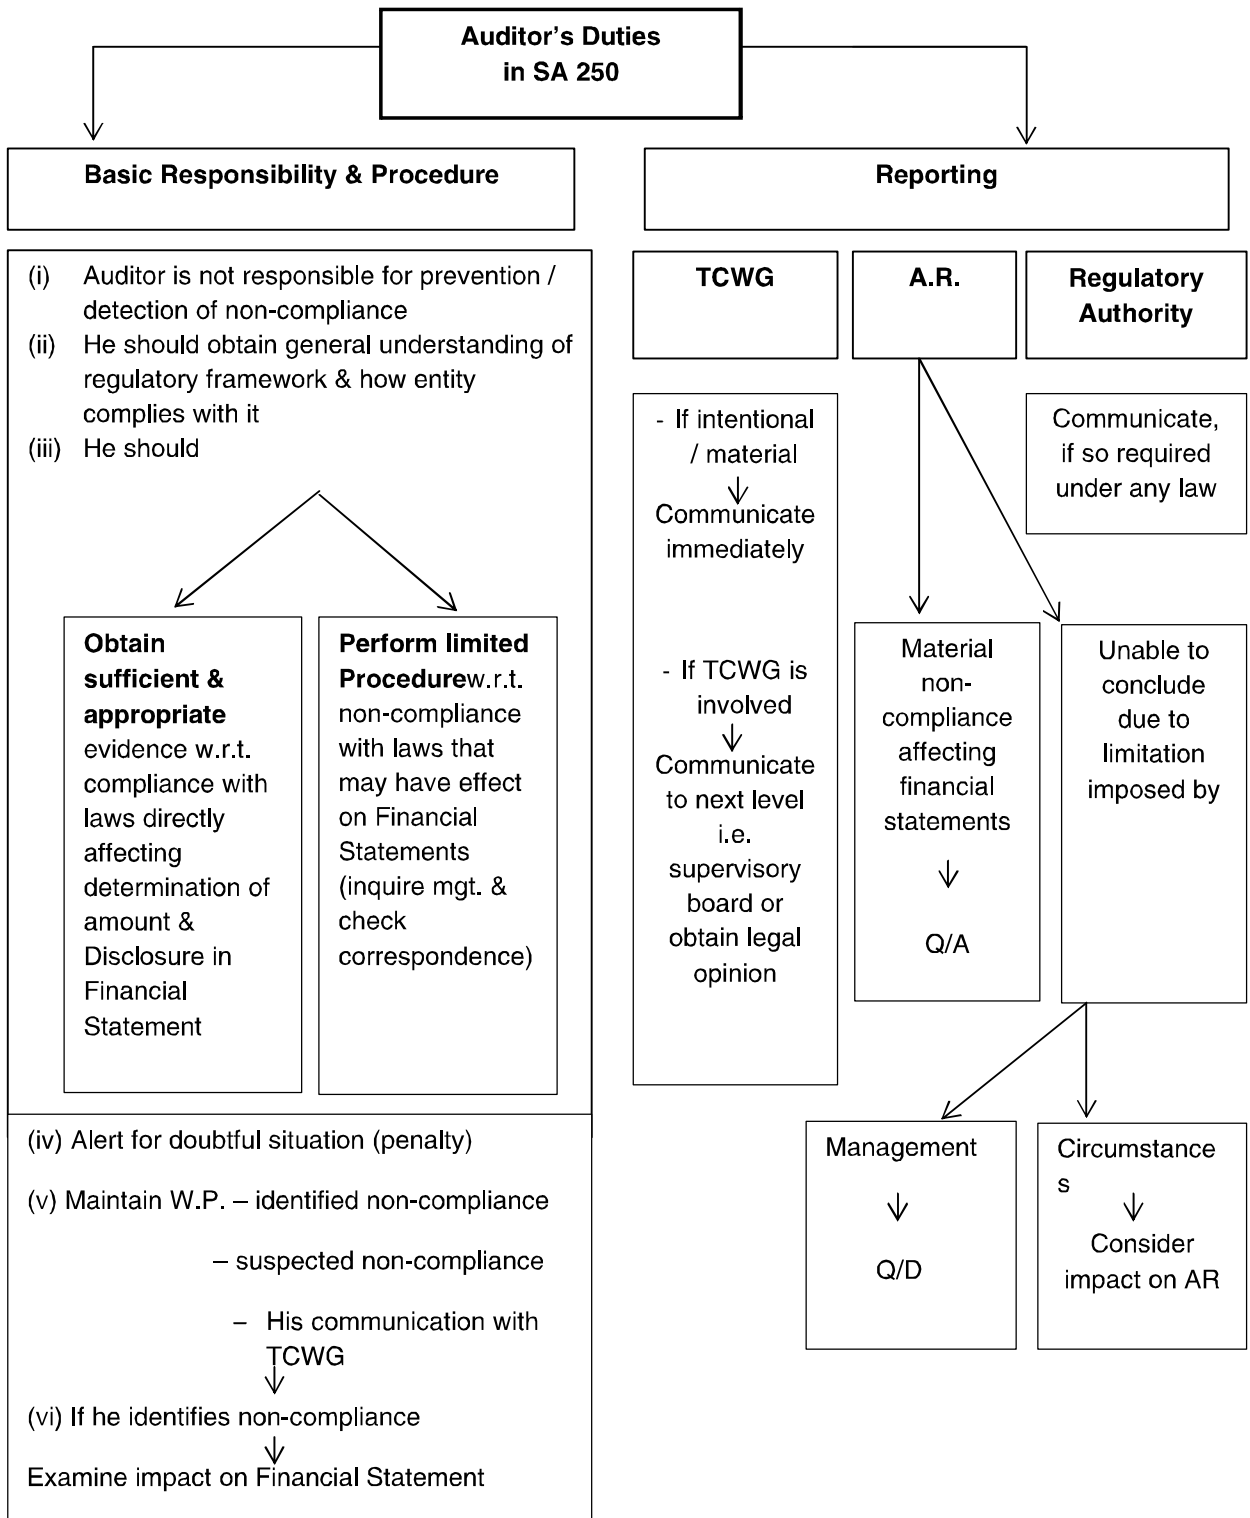 Auditor's Duties
in SA 250
Basic Responsibility & Procedure
Reporting
(i) Auditor is not responsible for prevention /
detection of non-compliance
(ii) He should obtain general understanding of
regulatory framework & how entity
complies with it
(iii) He should
Obtain
sufficient &
appropriate
evidence w.r.t.
compliance with
laws directly
affecting
determination of
amount &
Disclosure in
Financial
Statement
Perform limited
Procedurew.r.t.
non-compliance
with laws that
may have effect
on Financial
Statements
(inquire mgt. &
check
correspondence)
(iv) Alert for doubtful situation (penalty)
(v) Maintain W.P. – identified non-compliance
– suspected non-compliance
– His communication with
TCWG
(vi) If he identifies non-compliance
Examine impact on Financial Statement
TCWG
- If intentional
/ material
Communicate
immediately
- If TCWG is
involved
Communicate
to next level
i.e.
supervisory
board or
obtain legal
opinion
A.R.
Material
non-
compliance
affecting
financial
statements
Q/A
Regulatory
Authority
Communicate,
if so required
under any law
Unable to
conclude
due to
limitation
imposed by
Management
Q/D
Circumstance
s
Consider
impact on AR